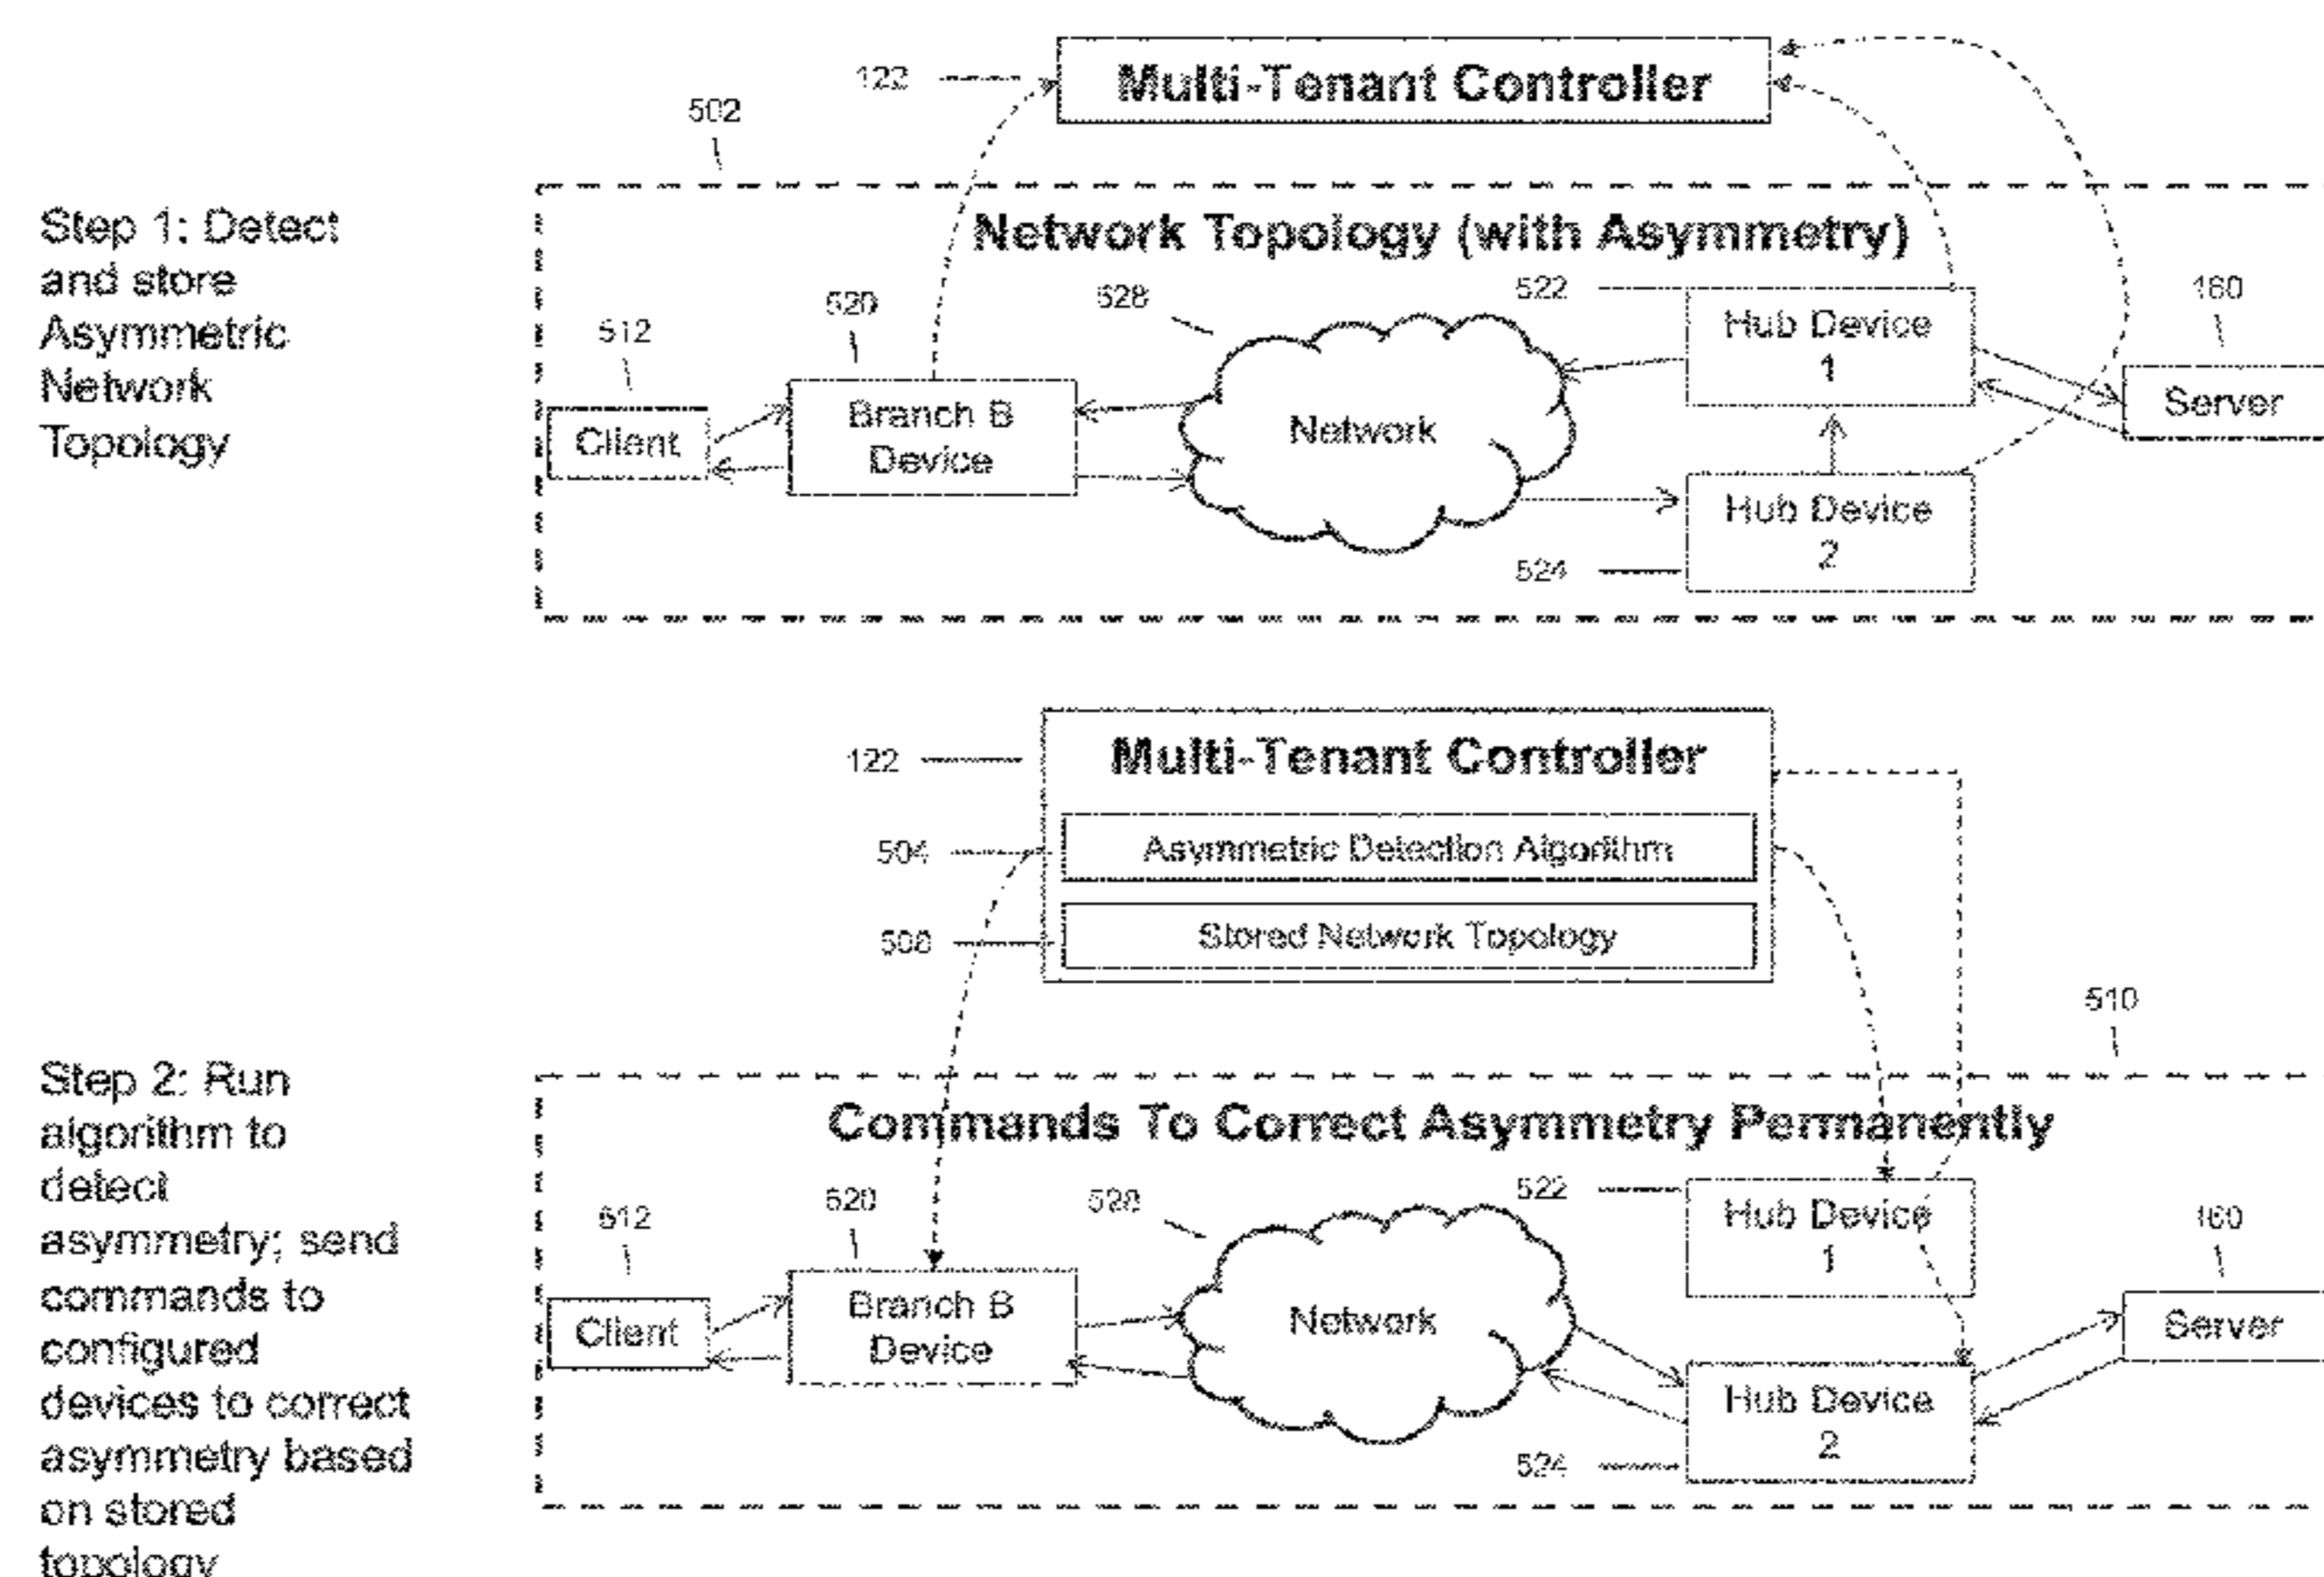 122
Multi-Tenant Controller
502
Step 1: Detect
and store
Asymmetric
Network
Topology
Network Topology (with Asymmetry)
512
520
528
522
160
Client
Branch B
Device
Network
Hub Device
1
Server
Hub Device
2
524
122
Multi-Tenant Controller
504
Asymmetric Detection Algorithm
508
Stored Network Topology
510
Step 2: Run
algorithm to
detect
asymmetry; send
commands to
configured
devices to correct
asymmetry based
on stored
topology
Commands To Correct Asymmetry Permanently
512
520
528
522
160
Client
Branch B
Device
Network
Hub Device
1
Server
Hub Device
2
524